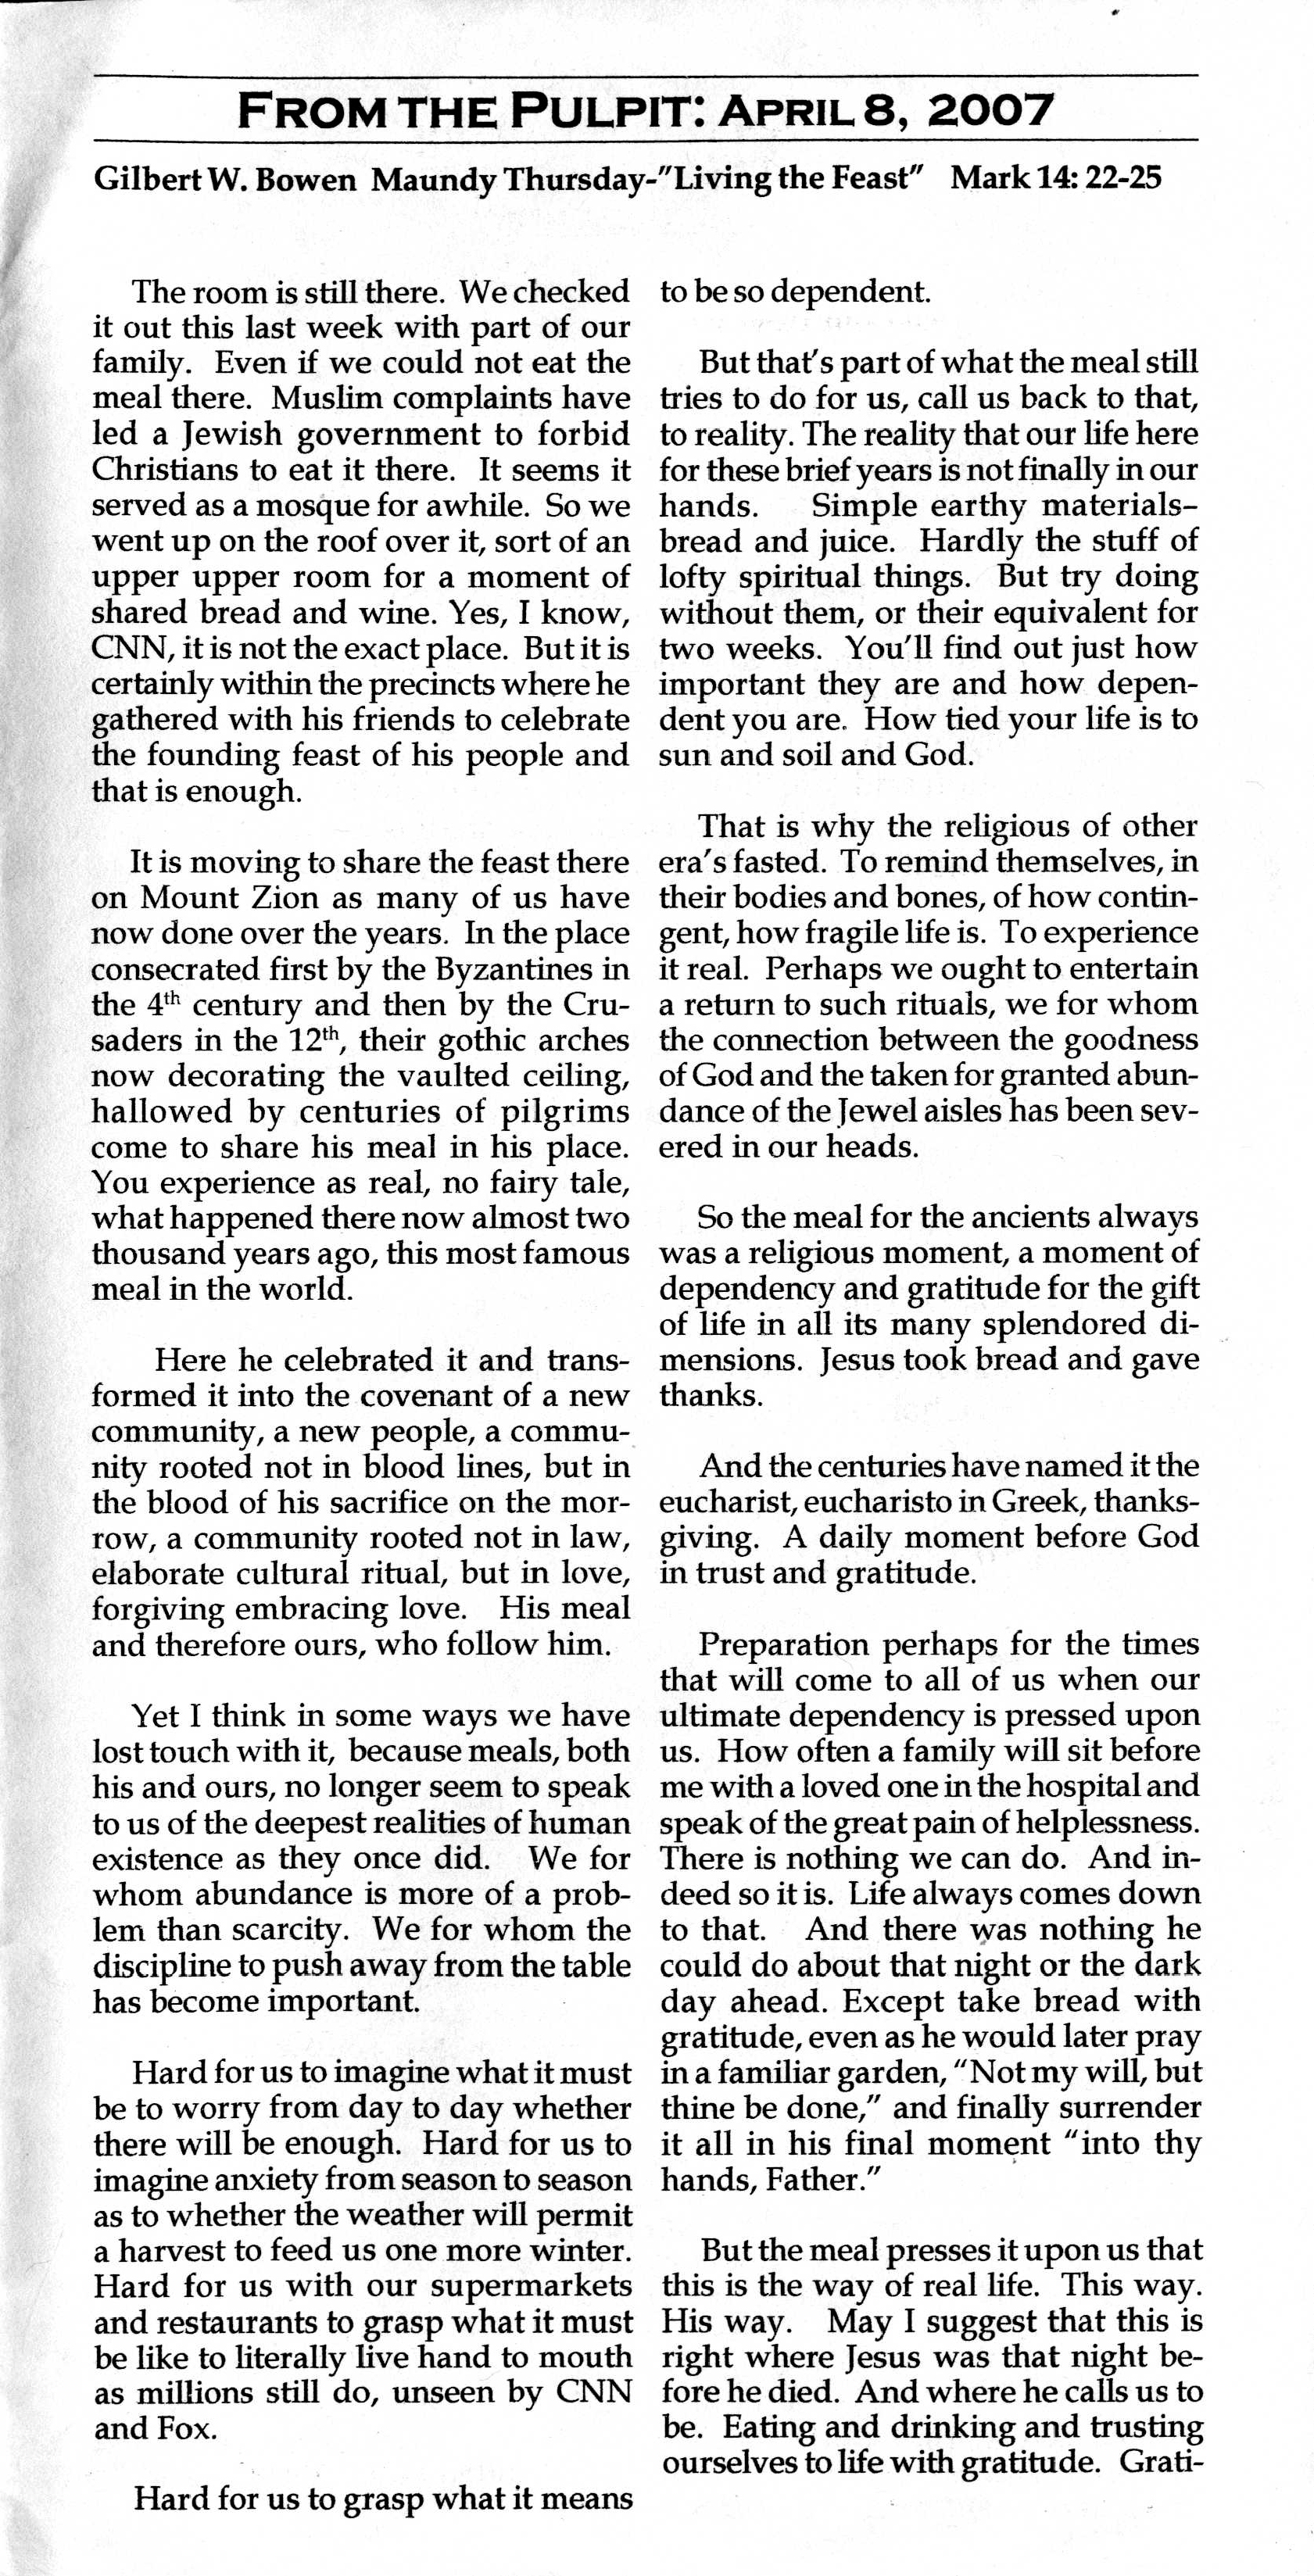 FROM THE PULPIT: APRIL 8, 2007
Gilbert W. Bowen Maundy Thursday-"Living the Feast" Mark 14: 22-25
The room is still there. We checked
it out this last week with part of our
family. Even if we could not eat the
meal there. Muslim complaints have
led a Jewish government to forbid
Christians to eat it there. It seems it
served as a mosque for awhile. So we
went up on the roof over it, sort of an
upper upper room for a moment of
shared bread and wine. Yes, I know,
CNN, it is not the exact place. But it is
certainly within the precincts where he
gathered with his friends to celebrate
the founding feast of his people and
that is enough.
It is moving to share the feast there
on Mount Zion as many of us have
now done over the years. In the place
consecrated first by the Byzantines in
the 4th century and then by the Cru-
saders in the 12th, their gothic arches
now decorating the vaulted ceiling,
hallowed by centuries of pilgrims
come to share his meal in his place.
You experience as real, no fairy tale,
what happened there now almost two
thousand years ago, this most famous
meal in the world.
Here he celebrated it and trans-
formed it into the covenant of a new
community, a new people, a commu-
nity rooted not in blood lines, but in
the blood of his sacrifice on the mor-
row, a community rooted not in law,
elaborate cultural ritual, but in love,
forgiving embracing love. His meal
and therefore ours, who follow him.
Yet I think in some ways we have
lost touch with it, because meals, both
his and ours, no longer seem to speak
to us of the deepest realities of human
existence as they once did. We for
whom abundance is more of a prob-
lem than scarcity. We for whom the
discipline to push away from the table
has become important.
Hard for us to imagine what it must
be to worry from day to day whether
there will be enough. Hard for us to
imagine anxiety from season to season
as to whether the weather will permit
a harvest to feed us one more winter.
Hard for us with our supermarkets
and restaurants to grasp what it must
be like to literally live hand to mouth
as millions still do, unseen by CNN
and Fox.
Hard for us to grasp what it means
to be so dependent.
But that's part of what the meal still
tries to do for us, call us back to that,
to reality. The reality that our life here
for these brief years is not finally in our
hands. Simple earthy materials-
bread and juice. Hardly the stuff of
lofty spiritual things. But try doing
without them, or their equivalent for
two weeks. You'll find out just how
important they are and how depen-
dent you are. How tied your life is to
sun and soil and God.
That is why the religious of other
era's fasted. To remind themselves, in
their bodies and bones, of how contin-
gent, how fragile life is. To experience
it real. Perhaps we ought to entertain
a return to such rituals, we for whom
the connection between the goodness
of God and the taken for granted abun-
dance of the Jewel aisles has been sev-
ered in our heads.
So the meal for the ancients always
was a religious moment, a moment of
dependency and gratitude for the gift
of life in all its many splendored di-
mensions. Jesus took bread and gave
thanks.
And the centuries have named it the
eucharist, eucharisto in Greek, thanks-
giving. A daily moment before God
in trust and gratitude.
Preparation perhaps for the times
that will come to all of us when our
ultimate dependency is pressed upon
us. How often a family will sit before
me with a loved one in the hospital and
speak of the great pain of helplessness.
There is nothing we can do. And in-
deed so it is. Life always comes down
to that. And there was nothing he
could do about that night or the dark
day ahead. Except take bread with
gratitude, even as he would later pray
in a familiar garden, "Not my will, but
thine be done," and finally surrender
it all in his final moment "into thy
hands, Father."
But the meal presses it upon us that
this is the way of real life. This way.
His way. May I suggest that this is
right where Jesus was that night be-
fore he died. And where he calls us to
be. Eating and drinking and trusting
ourselves to life with gratitude. Grati-